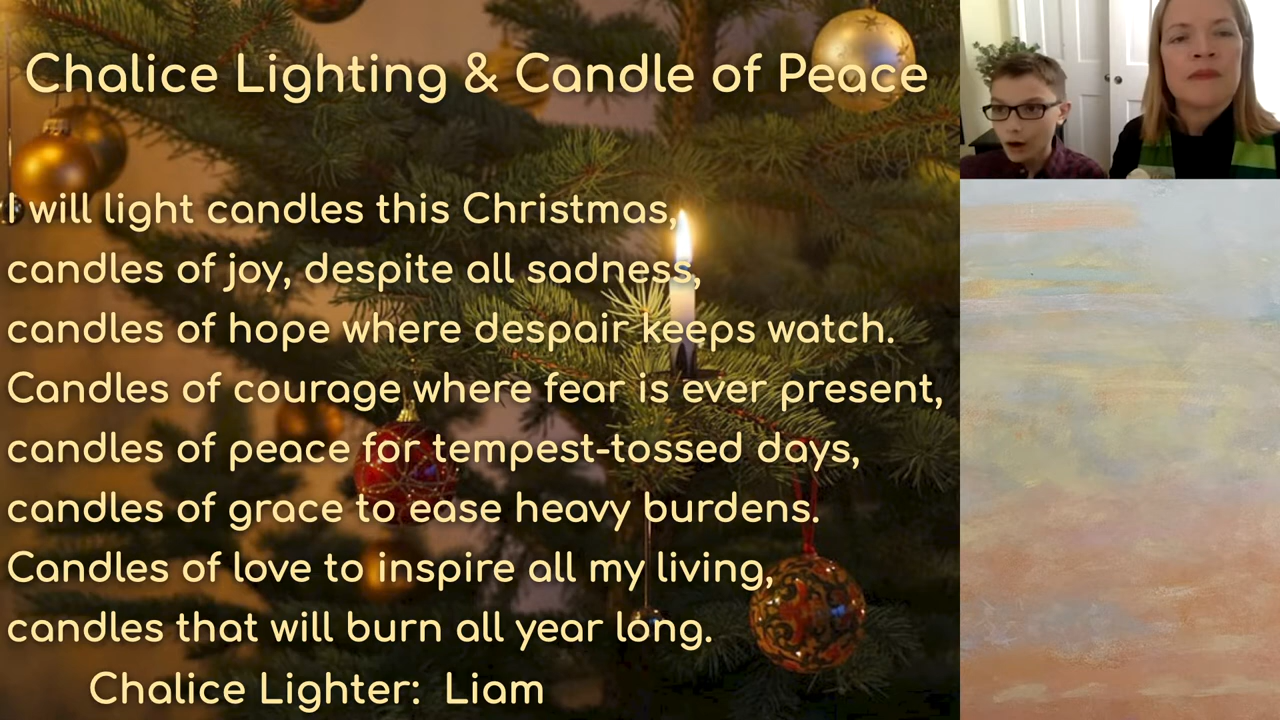 Chalice Lighting & Candle of Peace
I will light candles this Christmas,
candles of joy, despite all sadness,
candles of hope where despair keeps watch.
Candles of courage where fear is ever present,
candles of peace for tempest-tossed days,
candles of grace to ease heavy burdens.
Candles of love to inspire all my living,
candles that will burn all year long.
Chalice Lighter: Liam